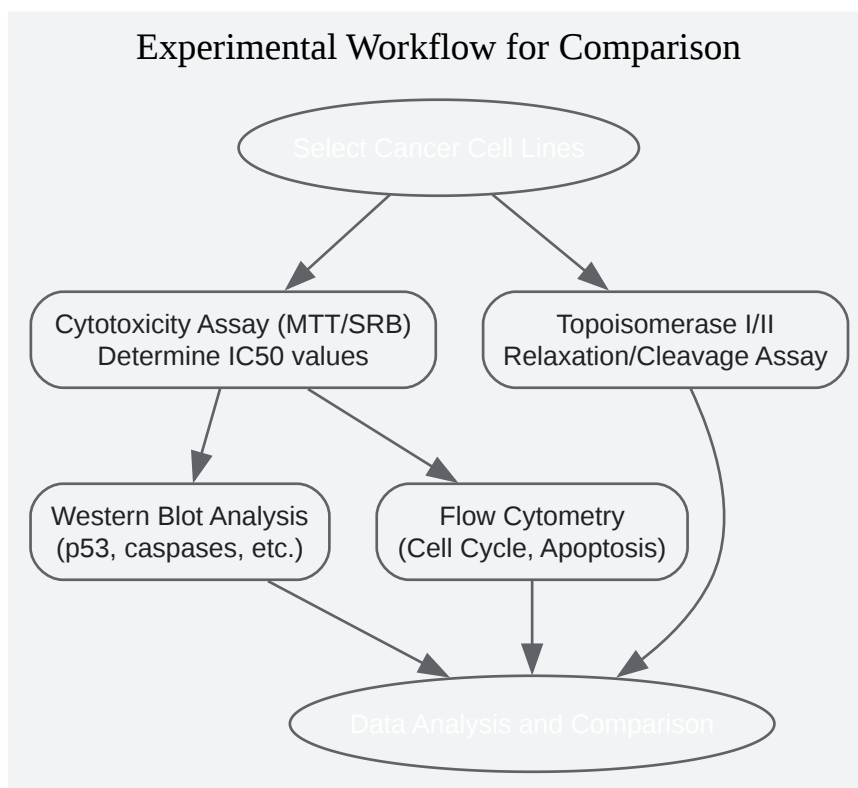 Experimental Workflow for Comparison
Select Cancer Cell Lines
Cytotoxicity Assay (MTT/SRB)
Determine IC50 values
Topoisomerase I/II
Relaxation/Cleavage Assay
Western Blot Analysis
(p53, caspases, etc.)
Flow Cytometry
(Cell Cycle, Apoptosis)
Data Analysis and Comparison